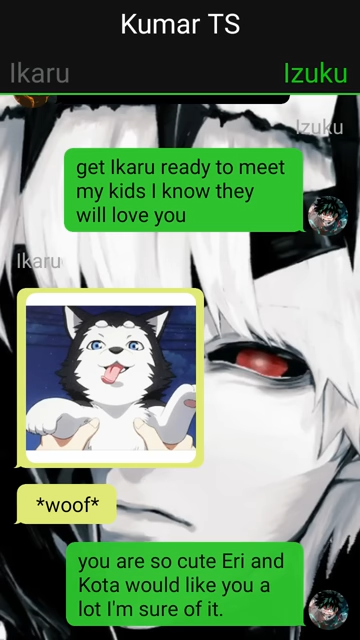 Kumar TS
Ikaru
Izuku
Izuku
get Ikaru ready to meet
my kids I know they
will love you
Ikaru
*woof*
you are so cute Eri and
Kota would like you a
lot I'm sure of it.